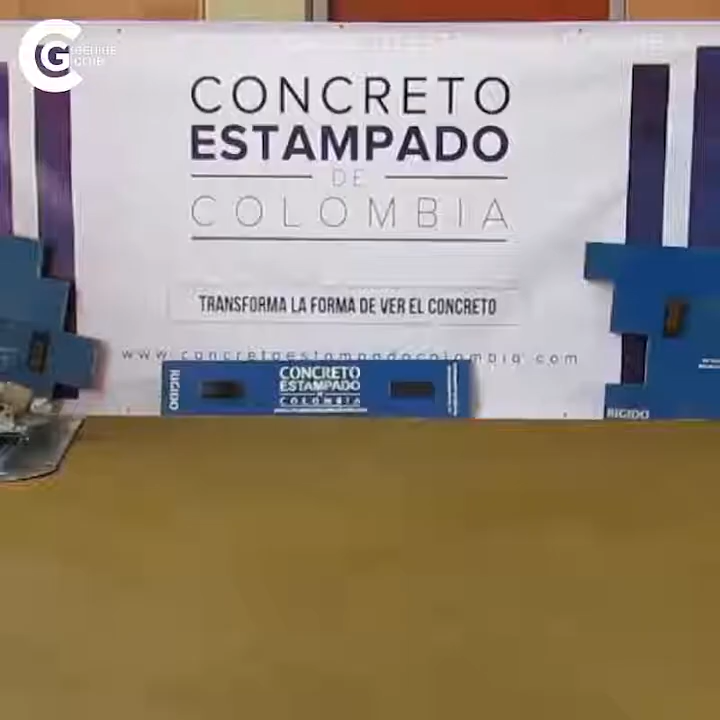 CONCRETO
ESTAMPADO
DE
COLOMBIA
TRANSFORMA LA FORMA DE VER EL CONCRETO
www.concretoestampadocolombia.com
RIGIDO
CONCRETO
ESTAMPADO
DE
COLOMBIA
RIGIDO